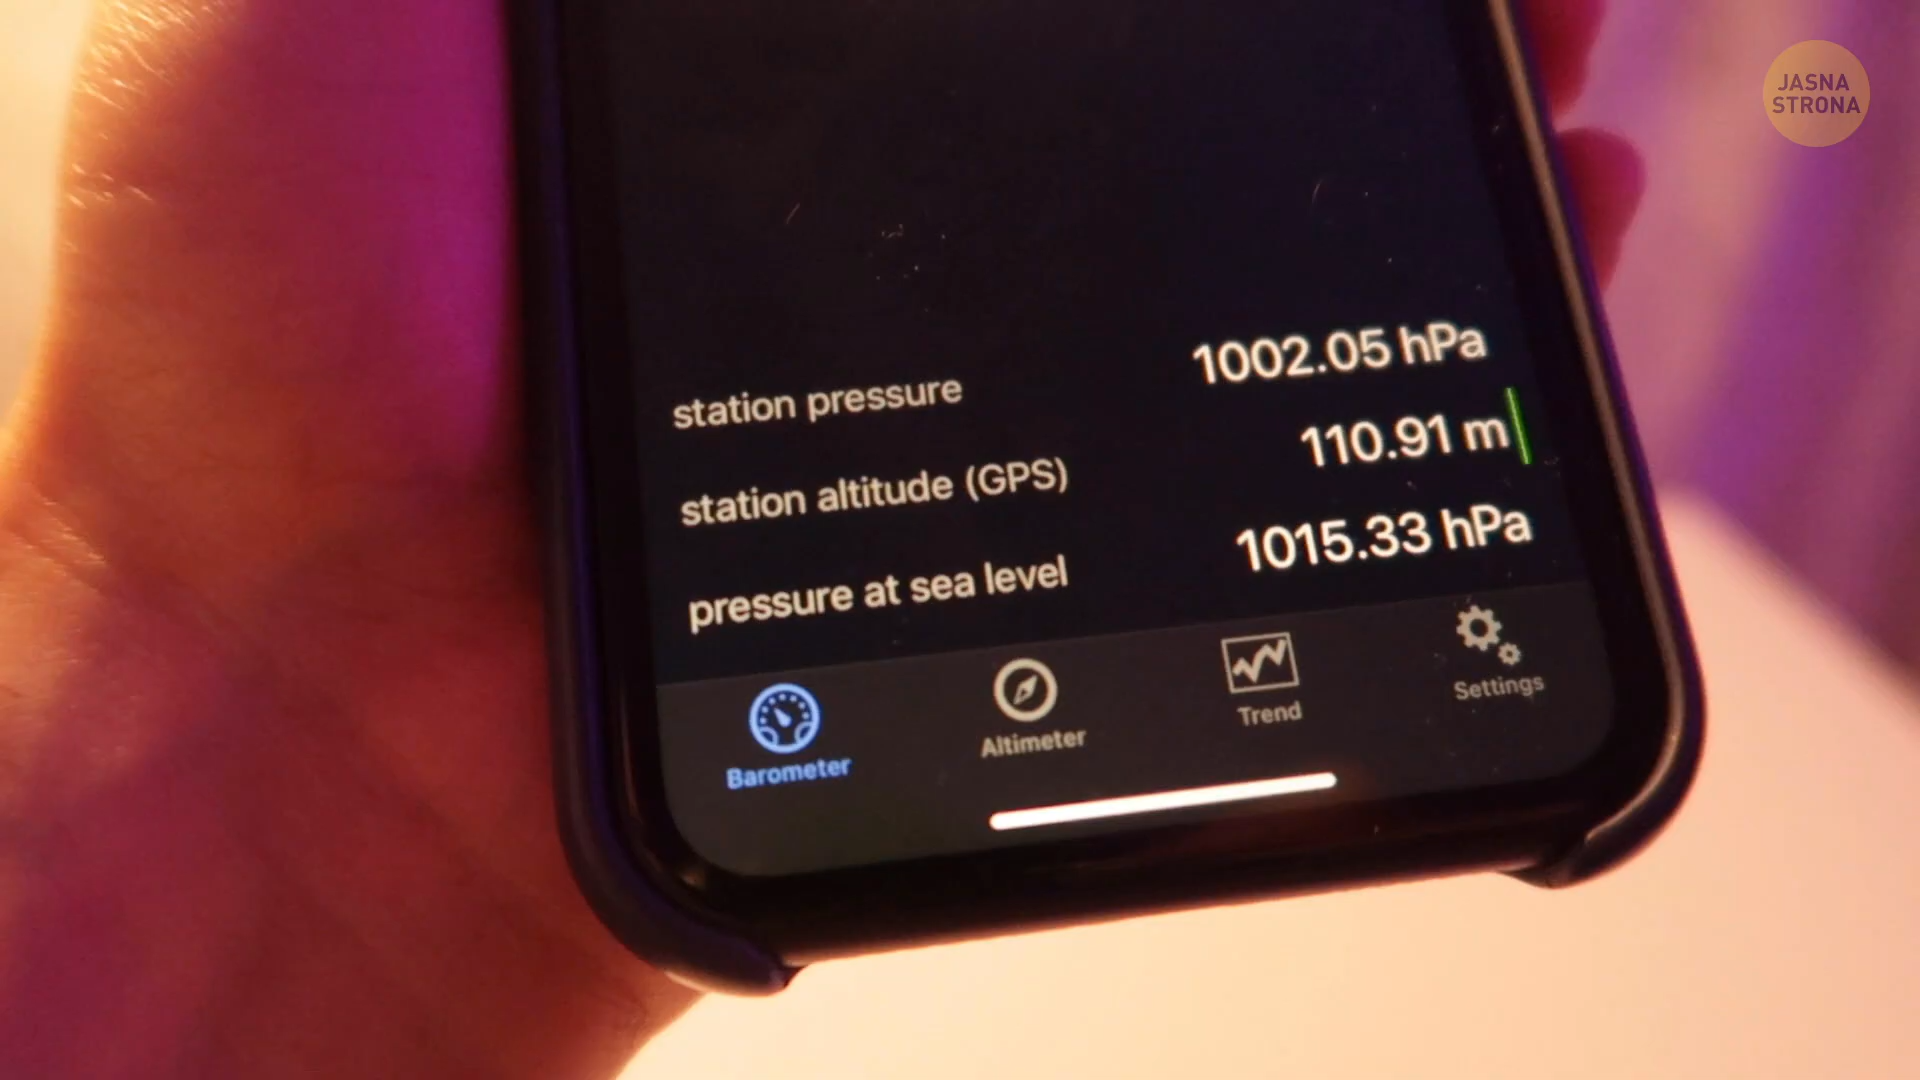 JASNA
STRONA
station pressure 1002.05 hPa
station altitude (GPS) 110.91 m
pressure at sea level 1015.33 hPa
Barometer Altimeter Trend Settings